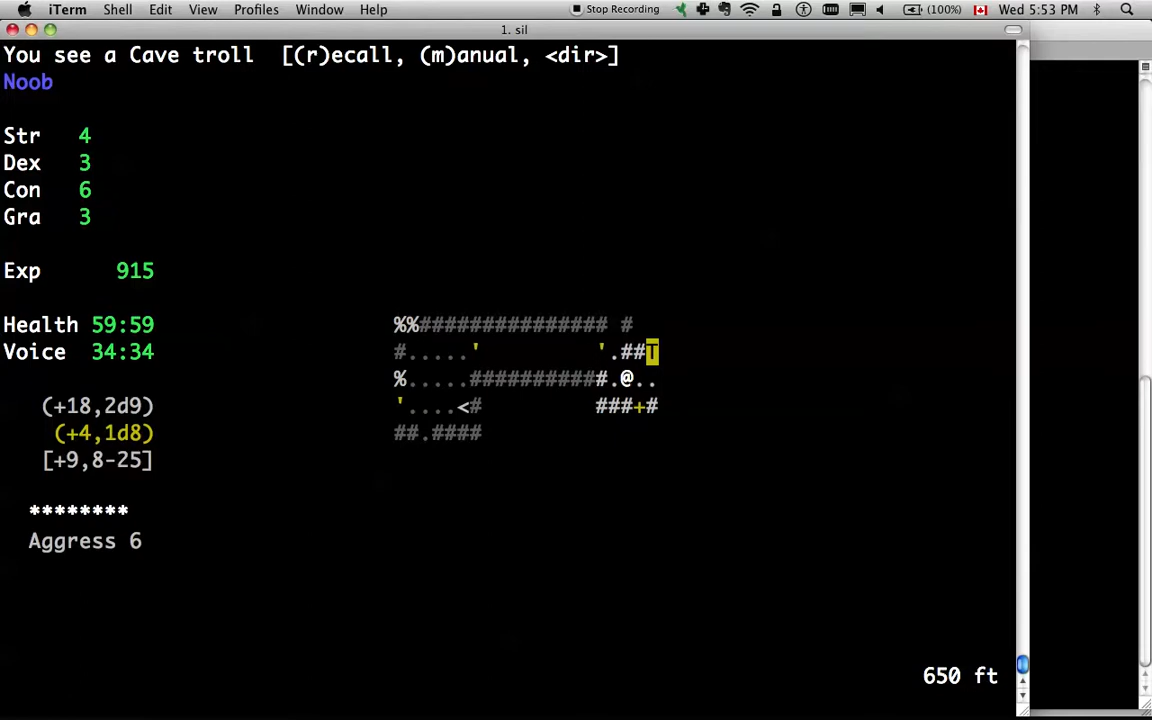 iTerm Shell Edit View Profiles Window Help Stop Recording (100%) Wed 5:53 PM
1. sil
You see a Cave troll [(r)ecall, (m)anual, <dir>]
Noob
Str 4
Dex 3
Con 6
Gra 3
Exp 915
Health 59:59
%%############### #
Voice 34:34
#.....' '.##T
%.....###########.@..
(+18,2d9)
'....<# ###+#
(+4,1d8)
##.####
[+9,8-25]
********
Aggress 6
650 ft